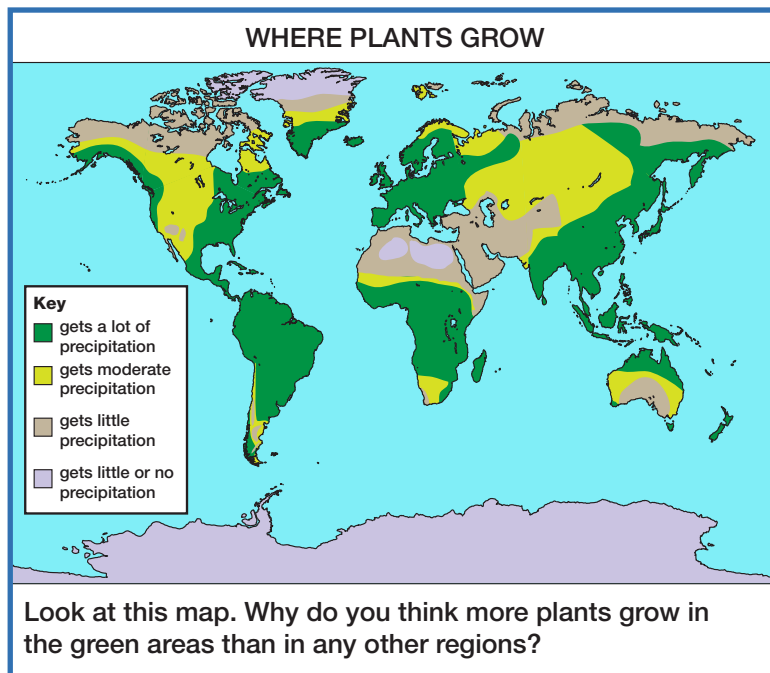 WHERE PLANTS GROW
Key
gets a lot of
precipitation
gets moderate
precipitation
gets little
precipitation
gets little or no
precipitation
Look at this map. Why do you think more plants grow in
the green areas than in any other regions?